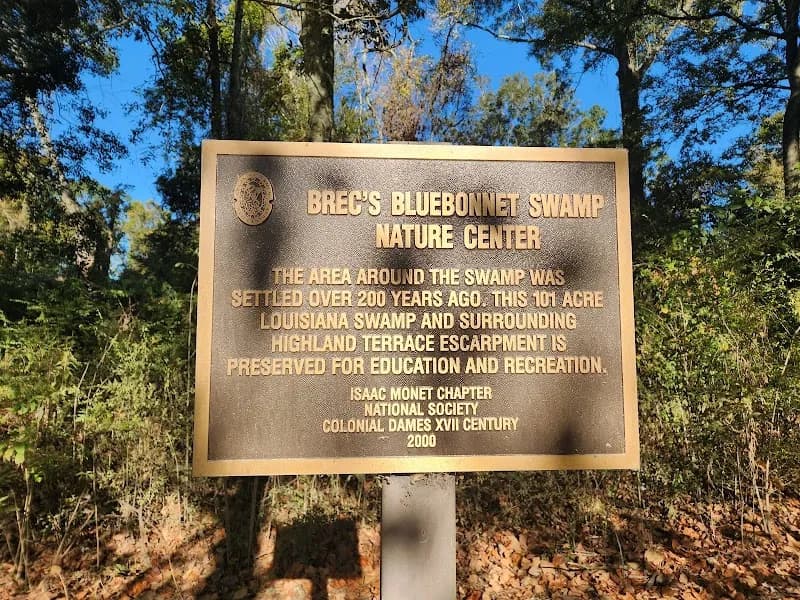 BREC'S BLUEBONNET SWAMP
NATURE CENTER
THE AREA AROUND THE SWAMP WAS
SETTLED OVER 200 YEARS AGO. THIS 101 ACRE
LOUISIANA SWAMP AND SURROUNDING
HIGHLAND TERRACE ESCARPMENT IS
PRESERVED FOR EDUCATION AND RECREATION.
ISAAC MONET CHAPTER
NATIONAL SOCIETY
COLONIAL DAMES XVII CENTURY
2000